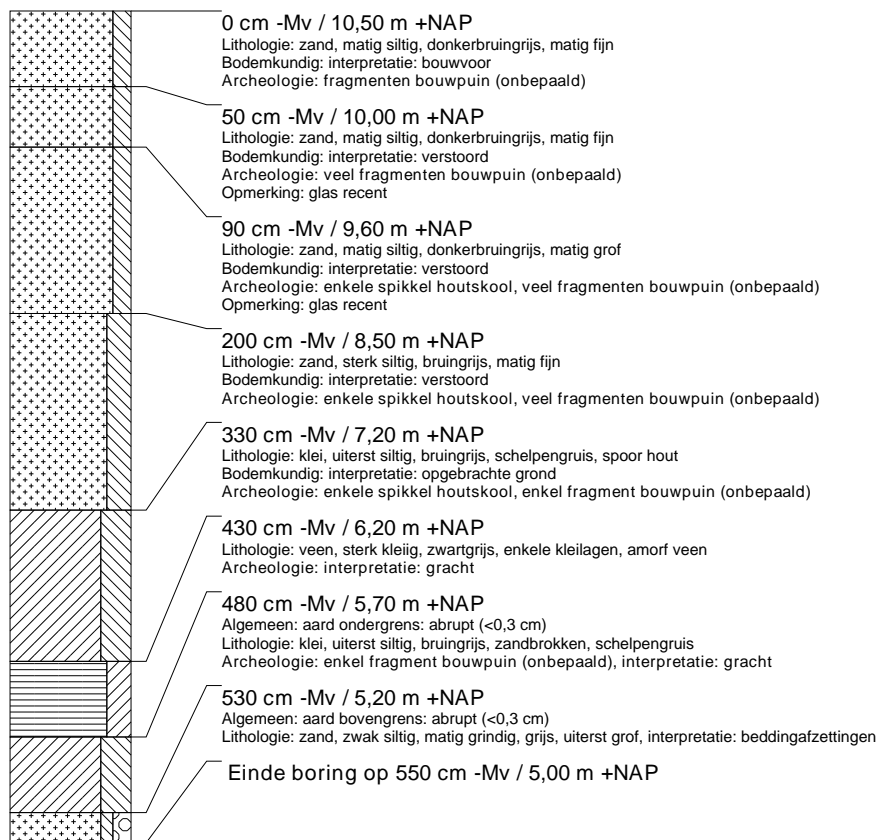 0 cm -Mv / 10,50 m +NAP
Lithologie: zand, matig siltig, donkerbruingrijs, matig fijn
Bodemkundig: interpretatie: bouwvoor
Archeologie: fragmenten bouwpuin (onbepaald)
50 cm -Mv / 10,00 m +NAP
Lithologie: zand, matig siltig, donkerbruingrijs, matig fijn
Bodemkundig: interpretatie: verstoord
Archeologie: veel fragmenten bouwpuin (onbepaald)
Opmerking: glas recent
90 cm -Mv / 9,60 m +NAP
Lithologie: zand, matig siltig, donkerbruingrijs, matig grof
Bodemkundig: interpretatie: verstoord
Archeologie: enkele spikkel houtskool, veel fragmenten bouwpuin (onbepaald)
Opmerking: glas recent
200 cm -Mv / 8,50 m +NAP
Lithologie: zand, sterk siltig, bruingrijs, matig fijn
Bodemkundig: interpretatie: verstoord
Archeologie: enkele spikkel houtskool, veel fragmenten bouwpuin (onbepaald)
330 cm -Mv / 7,20 m +NAP
Lithologie: klei, uiterst siltig, bruingrijs, schelpengruis, spoor hout
Bodemkundig: interpretatie: opgebrachte grond
Archeologie: enkele spikkel houtskool, enkel fragment bouwpuin (onbepaald)
430 cm -Mv / 6,20 m +NAP
Lithologie: veen, sterk kleiig, zwartgrijs, enkele kleilagen, amorf veen
Archeologie: interpretatie: gracht
480 cm -Mv / 5,70 m +NAP
Algemeen: aard ondergrens: abrupt (<0,3 cm)
Lithologie: klei, uiterst siltig, bruingrijs, zandbrokken, schelpengruis
Archeologie: enkel fragment bouwpuin (onbepaald), interpretatie: gracht
530 cm -Mv / 5,20 m +NAP
Algemeen: aard bovengrens: abrupt (<0,3 cm)
Lithologie: zand, zwak siltig, matig grindig, grijs, uiterst grof, interpretatie: beddingafzettingen
Einde boring op 550 cm -Mv / 5,00 m +NAP